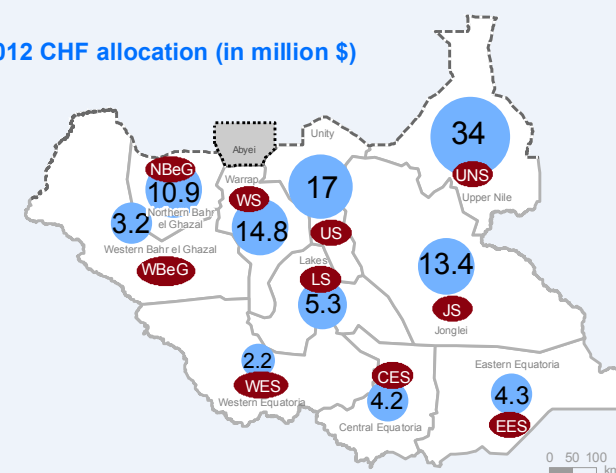 012 CHF allocation (in million $)
34
UNS
Upper Nile
Unity
Abyei
NBeG
10.9
Northern Bahr
el Ghazal
Warrap
WS
14.8
17
US
3.2
Western Bahr el Ghazal
WBeG
Lakes
LS
5.3
13.4
JS
Jonglei
2.2
WES
Western Equatoria
CES
4.2
Central Equatoria
Eastern Equatoria
4.3
EES
0 50 100
km